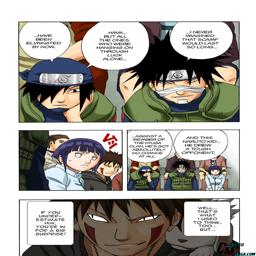 ...I NEVER
IMAGINED
THAT SCAMP
WOULD LAST
SO LONG...
HMM...
BUT ALL
THE ONES
WHO WERE
HANGING ON
THROUGH
LUCK
ALONE...
...HAVE
BEEN
ELIMINATED
BY NOW.
AND THIS
NARUTO KID...
HE DREW
A TOUGH
OPPONENT.
AGAINST A
MEMBER OF
THE HYUGA
CLAN, HE'S GOT
ABSOLUTELY
NO CHANCE
AT ALL.
WELL...
THAT'S
WHAT I
USED TO
THINK,
TOO...
BUT...
IF YOU
UNDER-
ESTIMATE
HIM,
YOU'RE IN
FOR A BIG
SURPRISE!